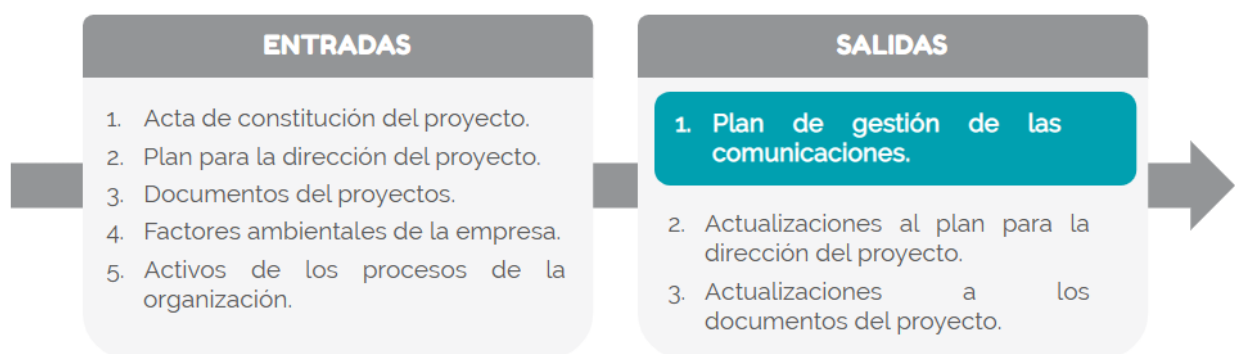 ENTRADAS
1. Acta de constitución del proyecto.
2. Plan para la dirección del proyecto.
3. Documentos del proyectos.
4. Factores ambientales de la empresa.
5. Activos de los procesos de la
organización.
SALIDAS
1. Plan de gestión de las
comunicaciones.
2. Actualizaciones al plan para la
dirección del proyecto.
3. Actualizaciones a los
documentos del proyecto.